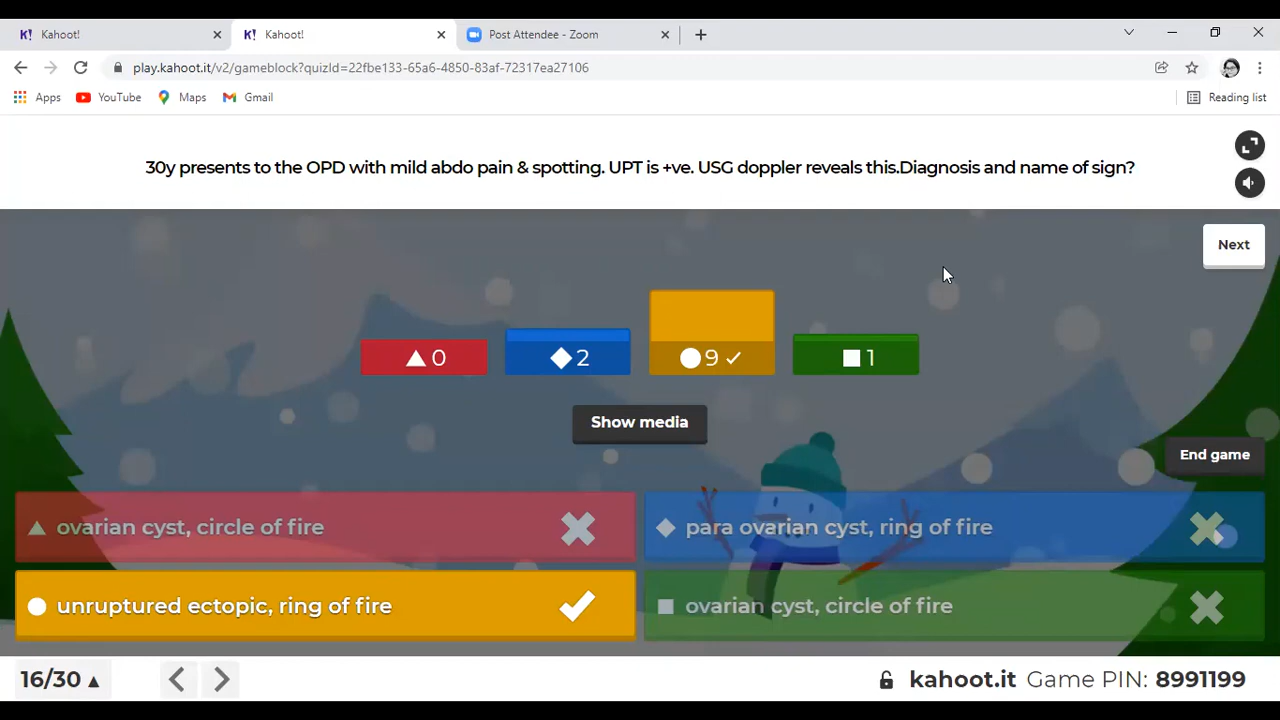 K! Kahoot!
K! Kahoot!
Post Attendee - Zoom
play.kahoot.it/v2/gameblock?quizId=22fbe133-65a6-4850-83af-72317ea27106
Apps
YouTube
Maps
Gmail
Reading list
30y presents to the OPD with mild abdo pain & spotting. UPT is +ve. USG doppler reveals this.Diagnosis and name of sign?
Next
0
2
9
1
Show media
End game
ovarian cyst, circle of fire
para ovarian cyst, ring of fire
unruptured ectopic, ring of fire
ovarian cyst, circle of fire
16/30
kahoot.it Game PIN: 8991199